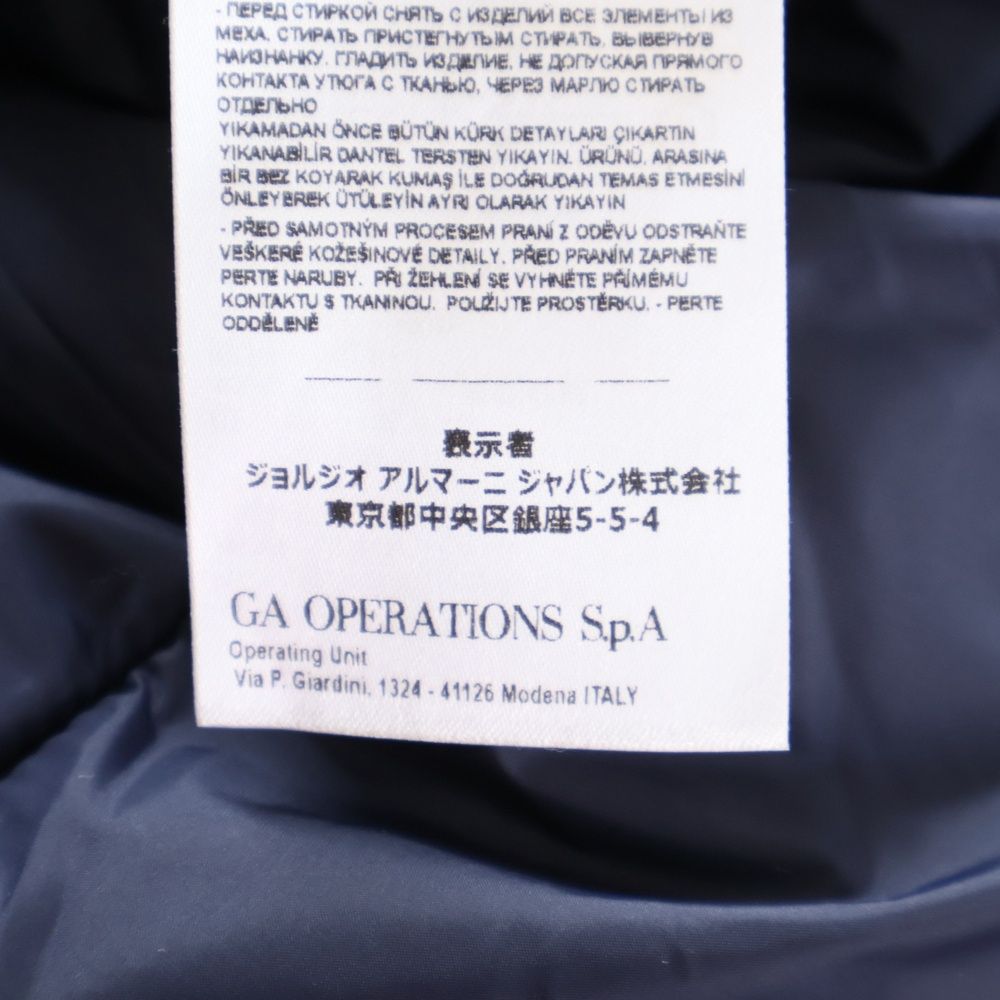 - ПЕРЕД СТИРКОЙ СНЯТЬ С ИЗДЕЛИЙ ВСЕ ЭЛЕМЕНТЫ ИЗ
МЕХА. СТИРАТЬ ПРИСТЕГНУТЫМ СТИРАТЬ, ВЫВЕРНУВ
НАИЗНАНКУ. ГЛАДИТЬ ИЗДЕЛИЕ, НЕ ДОПУСКАЯ ПРЯМОГО
КОНТАКТА УТЮГА С ТКАНЬЮ, ЧЕРЕЗ МАРЛЮ СТИРАТЬ
ОТДЕЛЬНО
YIKAMADAN ÖNCE BÜTÜN KÜRK DETAYLARI ÇIKARTIN
YIKANABİLİR DANTEL TERSTEN YIKAYIN. ÜRÜNÜ, ARASINA
BİR BEZ KOYARAK KUMAŞ İLE DOĞRUDAN TEMAS ETMESİNİ
ÖNLEYEREK ÜTÜLEYİN AYRI OLARAK YIKAYIN
- PŘED SAMOTNÝM PROCESEM PRANÍ Z ODĚVU ODSTRAŇTE
VEŠKERÉ KOŽEŠINOVÉ DETAILY. PŘED PRANÍM ZAPNĚTE
PERTE NARUBY. PŘI ŽEHLENÍ SE VYHNĚTE PŘÍMÉMU
KONTAKTU S TKANINOU. POUŽIJTE PROSTĚRKU. - PERTE
ODDĚLENĚ
表示者
ジョルジオ アルマーニ ジャパン株式会社
東京都中央区銀座5-5-4
GA OPERATIONS S.p.A
Operating Unit
Via P. Giardini, 1324 - 41126 Modena ITALY